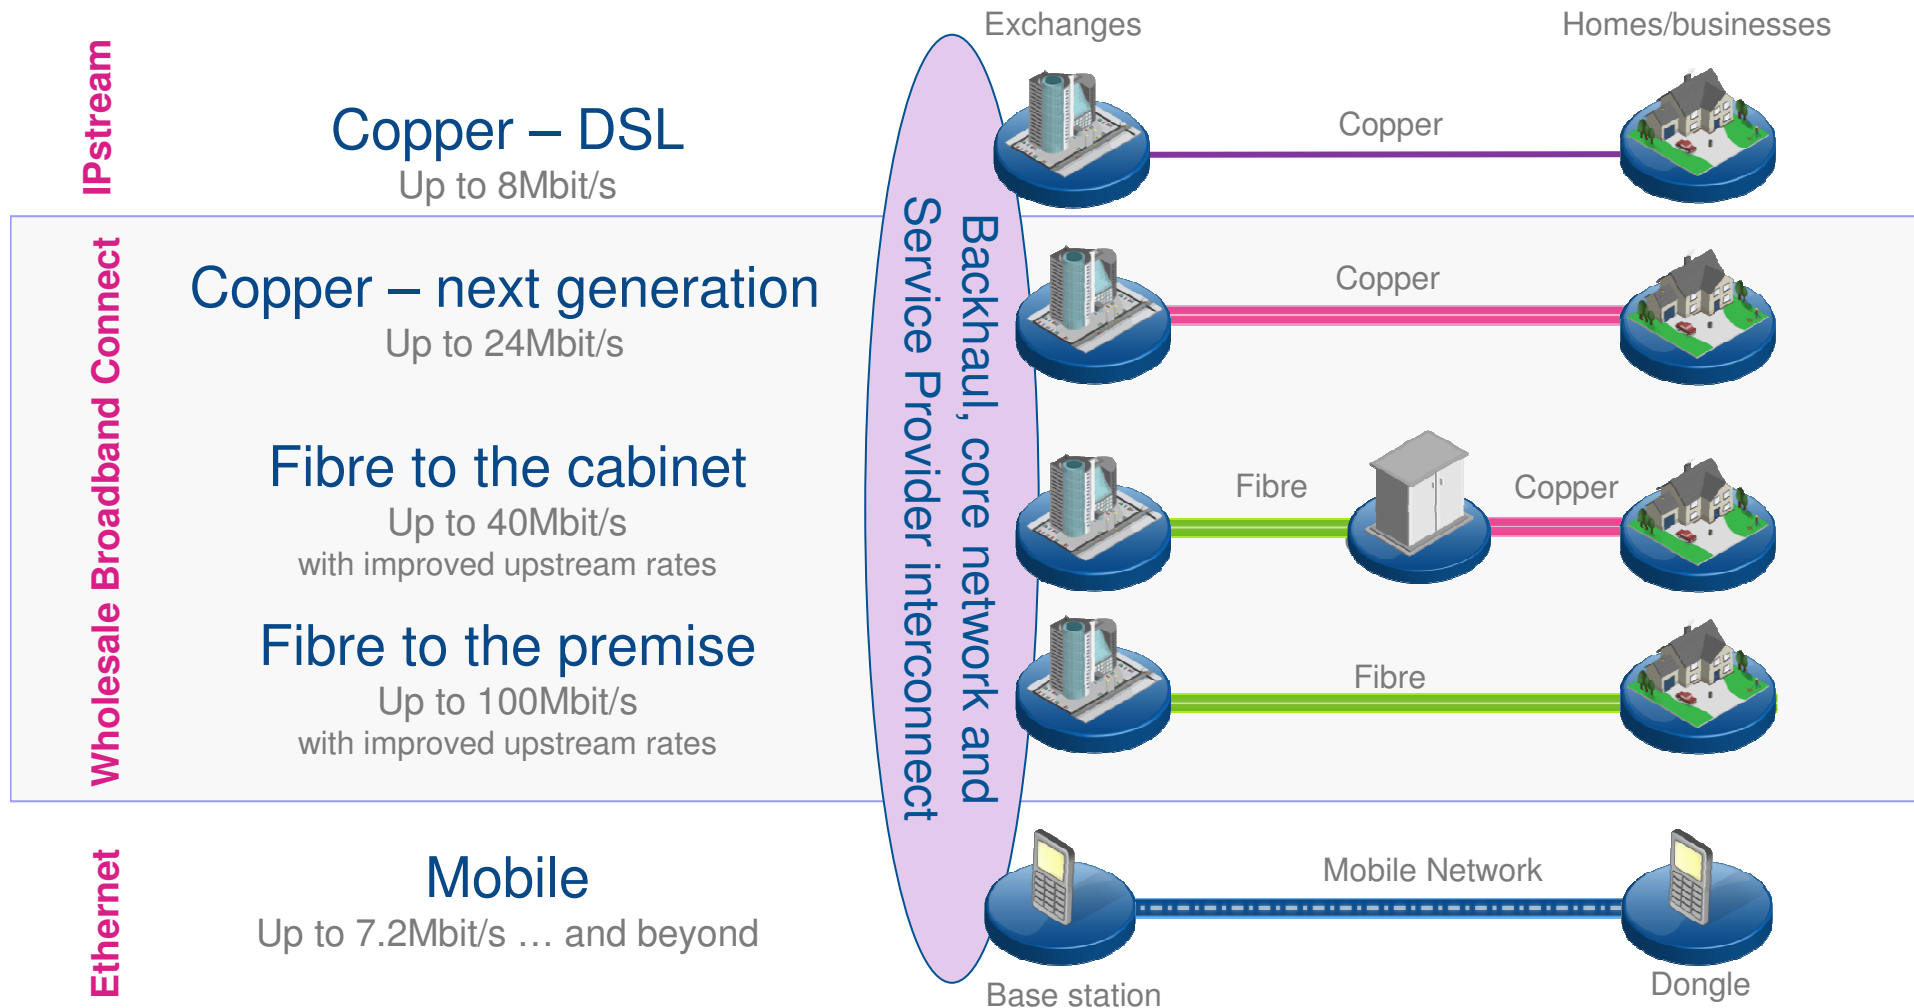 Exchanges
Homes/businesses
IPstream
Copper – DSL
Up to 8Mbit/s
Copper
Wholesale Broadband Connect
Copper – next generation
Up to 24Mbit/s
Copper
Fibre to the cabinet
Up to 40Mbit/s
with improved upstream rates
Fibre
Copper
Fibre to the premise
Up to 100Mbit/s
with improved upstream rates
Fibre
Backhaul, core network and
Service Provider interconnect
Ethernet
Mobile
Up to 7.2Mbit/s … and beyond
Mobile Network
Base station
Dongle